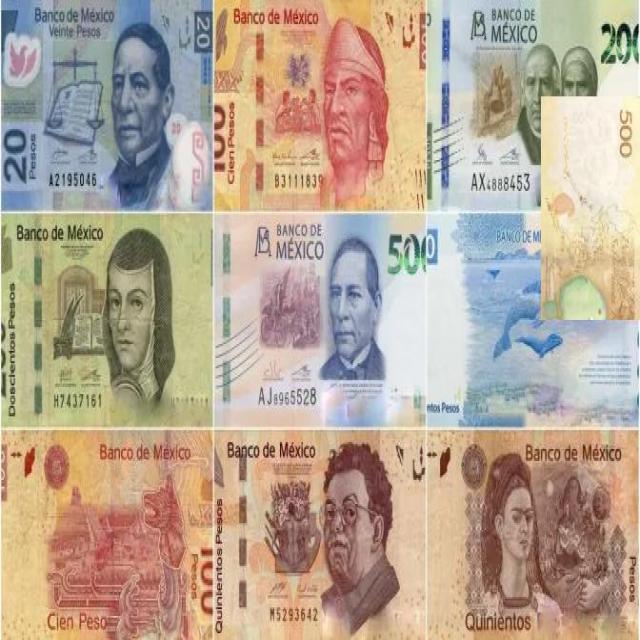 Banco de México
Veinte Pesos
20
20
Pesos
A2195046
Banco de México
100
Cien Pesos
B3111839
BANCO DE
MÉXICO
200
AX4888453
500
Banco de México
Doscientos Pesos
H7437161
BANCO DE
MÉXICO
500
AJ8965528
BANCO DE M
ntos Pesos
Banco de México
Cien Peso
100
Pesos
Banco de México
Quinientos Pesos
M5293642
Banco de México
Quinientos
Pesos